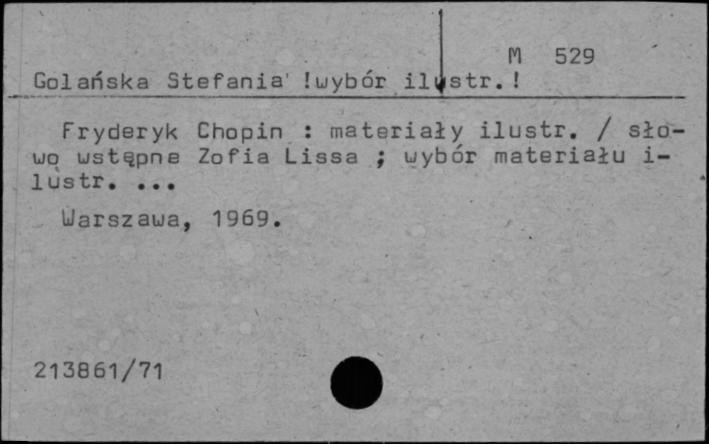 M 529
Golańska Stefania !wybór ilustr.!
Fryderyk Chopin : materiały ilustr. / sło-
wo wstępne Zofia Lissa ; wybór materiału i-
lustr. ...
Warszawa, 1969.
213861/71